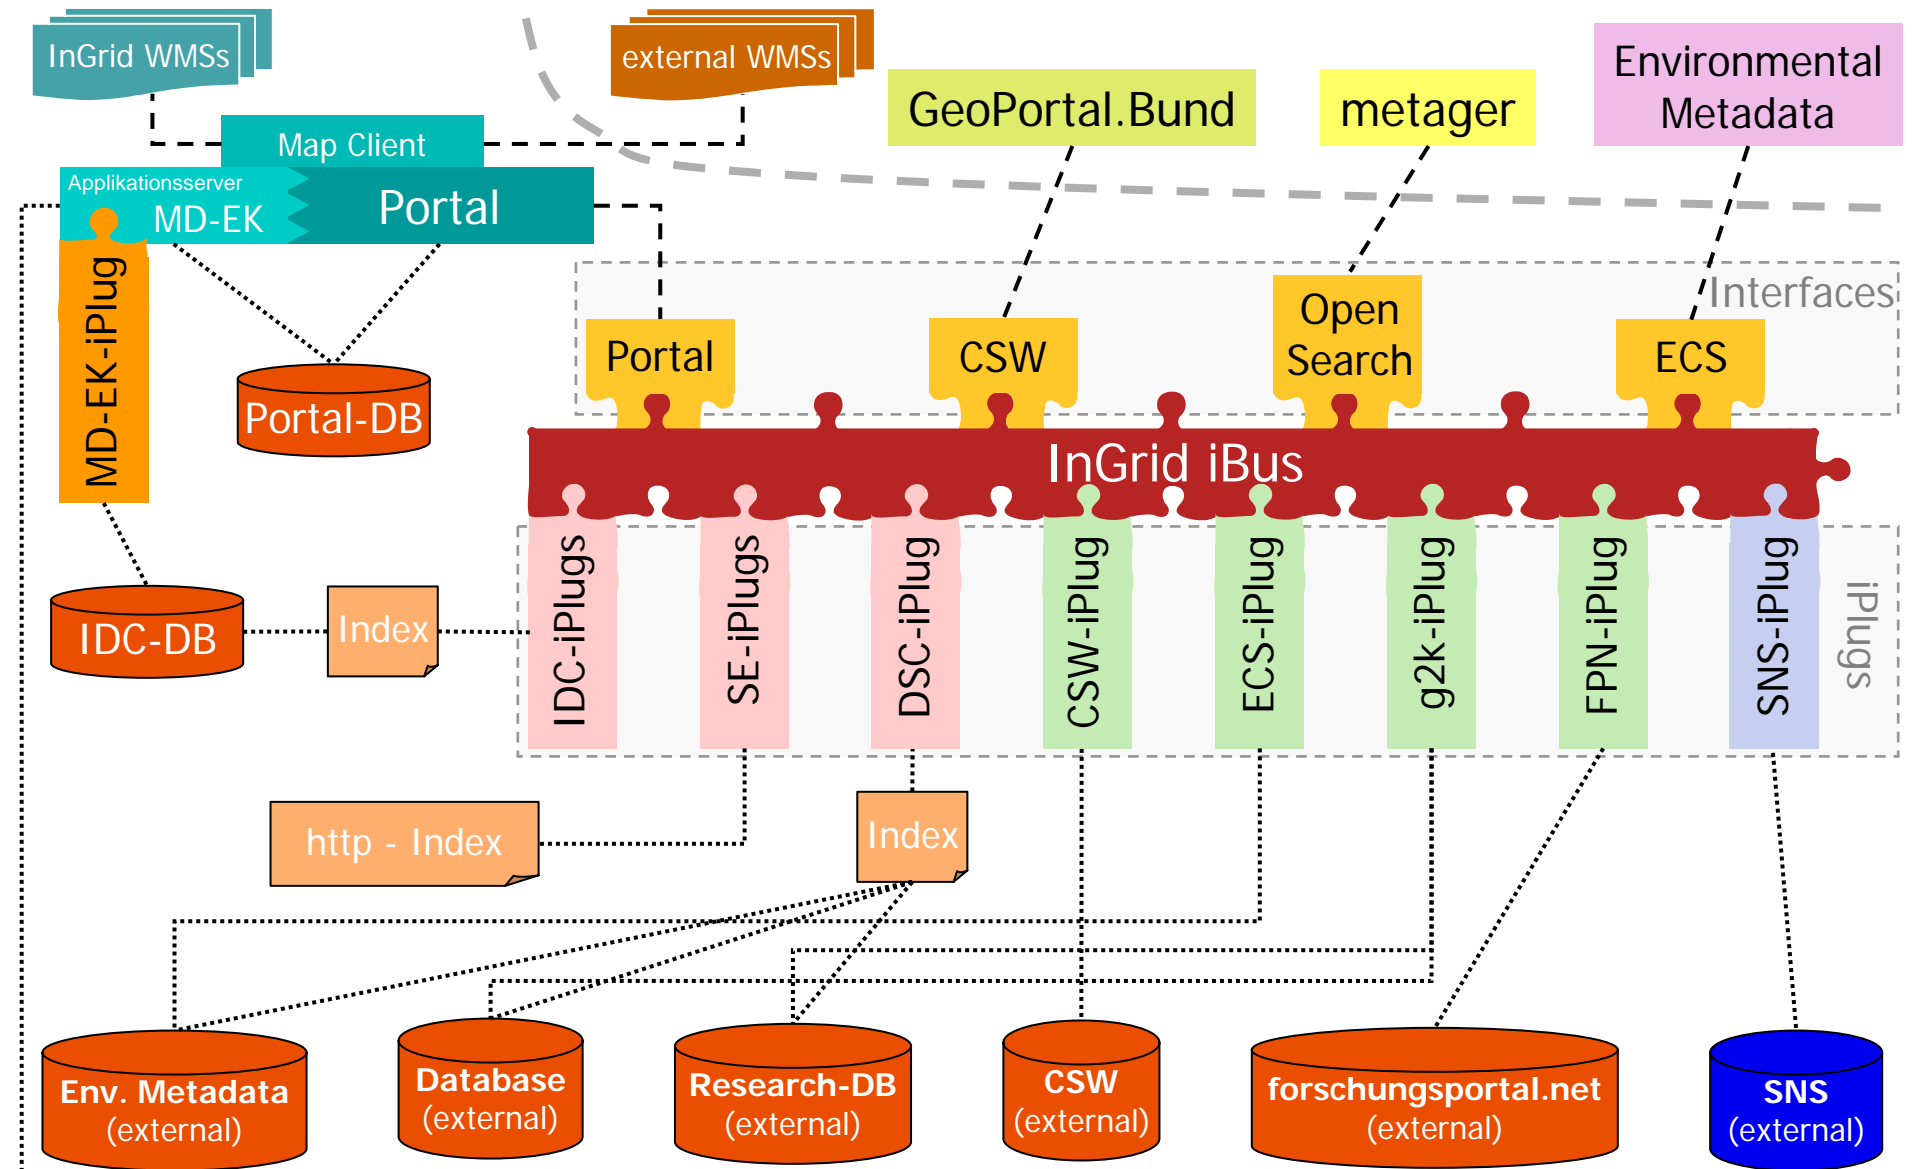 InGrid WMSs
external WMSs
GeoPortal.Bund
metager
Environmental
Metadata
Map Client
Applikationsserver
MD-EK
Portal
MD-EK-iPlug
Portal-DB
Interfaces
Portal
CSW
Open
Search
ECS
InGrid iBus
IDC-DB
Index
IDC-iPlugs
SE-iPlugs
DSC-iPlug
CSW-iPlug
ECS-iPlug
g2k-iPlug
FPN-iPlug
SNS-iPlug
iPlugs
http - Index
Index
Env. Metadata
(external)
Database
(external)
Research-DB
(external)
CSW
(external)
forschungsportal.net
(external)
SNS
(external)